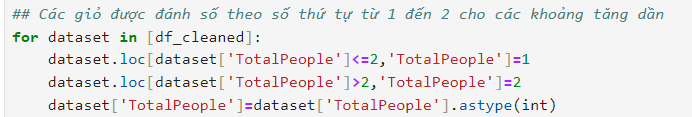 ## Các giỏ được đánh số theo số thứ tự từ 1 đến 2 cho các khoảng tăng dần
for dataset in [df_cleaned]:
    dataset.loc[dataset['TotalPeople']<=2,'TotalPeople']=1
    dataset.loc[dataset['TotalPeople']>2,'TotalPeople']=2
    dataset['TotalPeople']=dataset['TotalPeople'].astype(int)